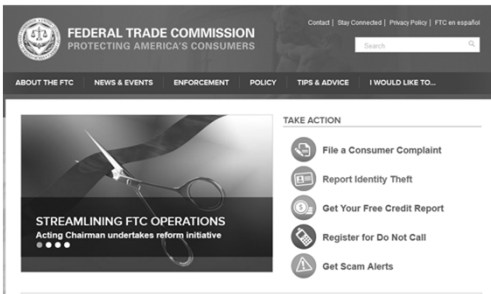 Contact | Stay Connected | Privacy Policy | FTC en español
FEDERAL TRADE COMMISSION
PROTECTING AMERICA'S CONSUMERS
Search
ABOUT THE FTC NEWS & EVENTS ENFORCEMENT POLICY TIPS & ADVICE I WOULD LIKE TO...
STREAMLINING FTC OPERATIONS
Acting Chairman undertakes reform initiative
TAKE ACTION
File a Consumer Complaint
Report Identity Theft
Get Your Free Credit Report
Register for Do Not Call
Get Scam Alerts